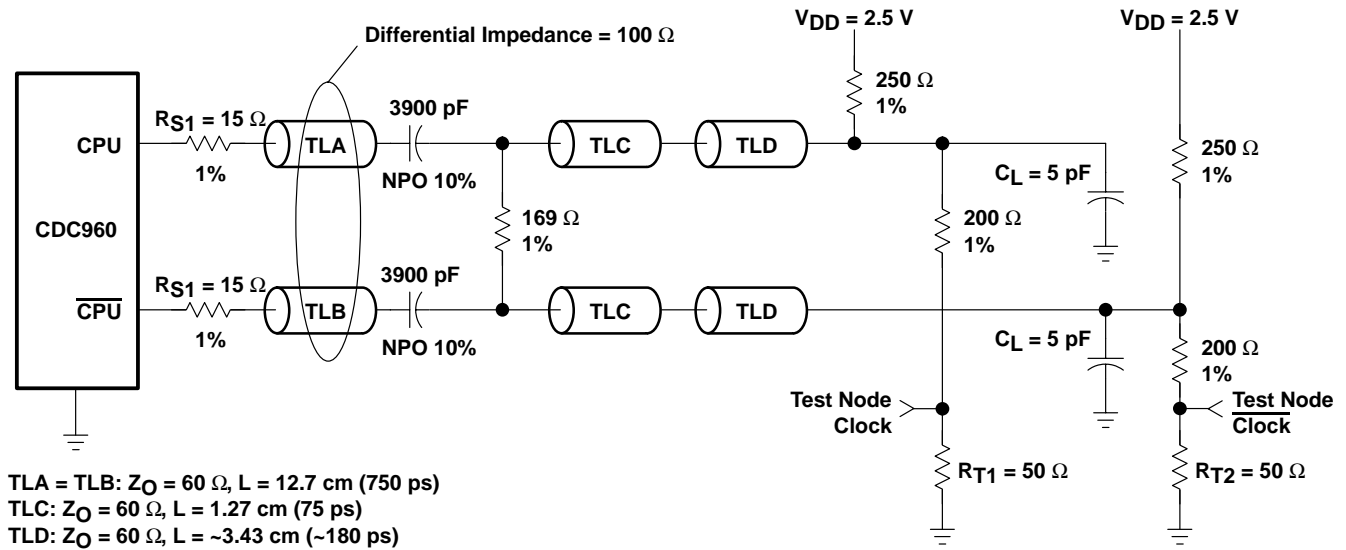 VDD = 2.5 V
VDD = 2.5 V
Differential Impedance = 100 Ω
250 Ω
1%
3900 pF
RS1 = 15 Ω
CPU
TLA
TLC
TLD
1%
NPO 10%
250 Ω
1%
CL = 5 pF
169 Ω
1%
200 Ω
1%
CDC960
3900 pF
RS1 = 15 Ω
C̅P̅U̅
TLB
TLC
TLD
1%
NPO 10%
CL = 5 pF
200 Ω
1%
Test Node
Clock
Test Node
C̅l̅o̅c̅k̅
RT1 = 50 Ω
RT2 = 50 Ω
TLA = TLB: ZO = 60 Ω, L = 12.7 cm (750 ps)
TLC: ZO = 60 Ω, L = 1.27 cm (75 ps)
TLD: ZO = 60 Ω, L = ~3.43 cm (~180 ps)